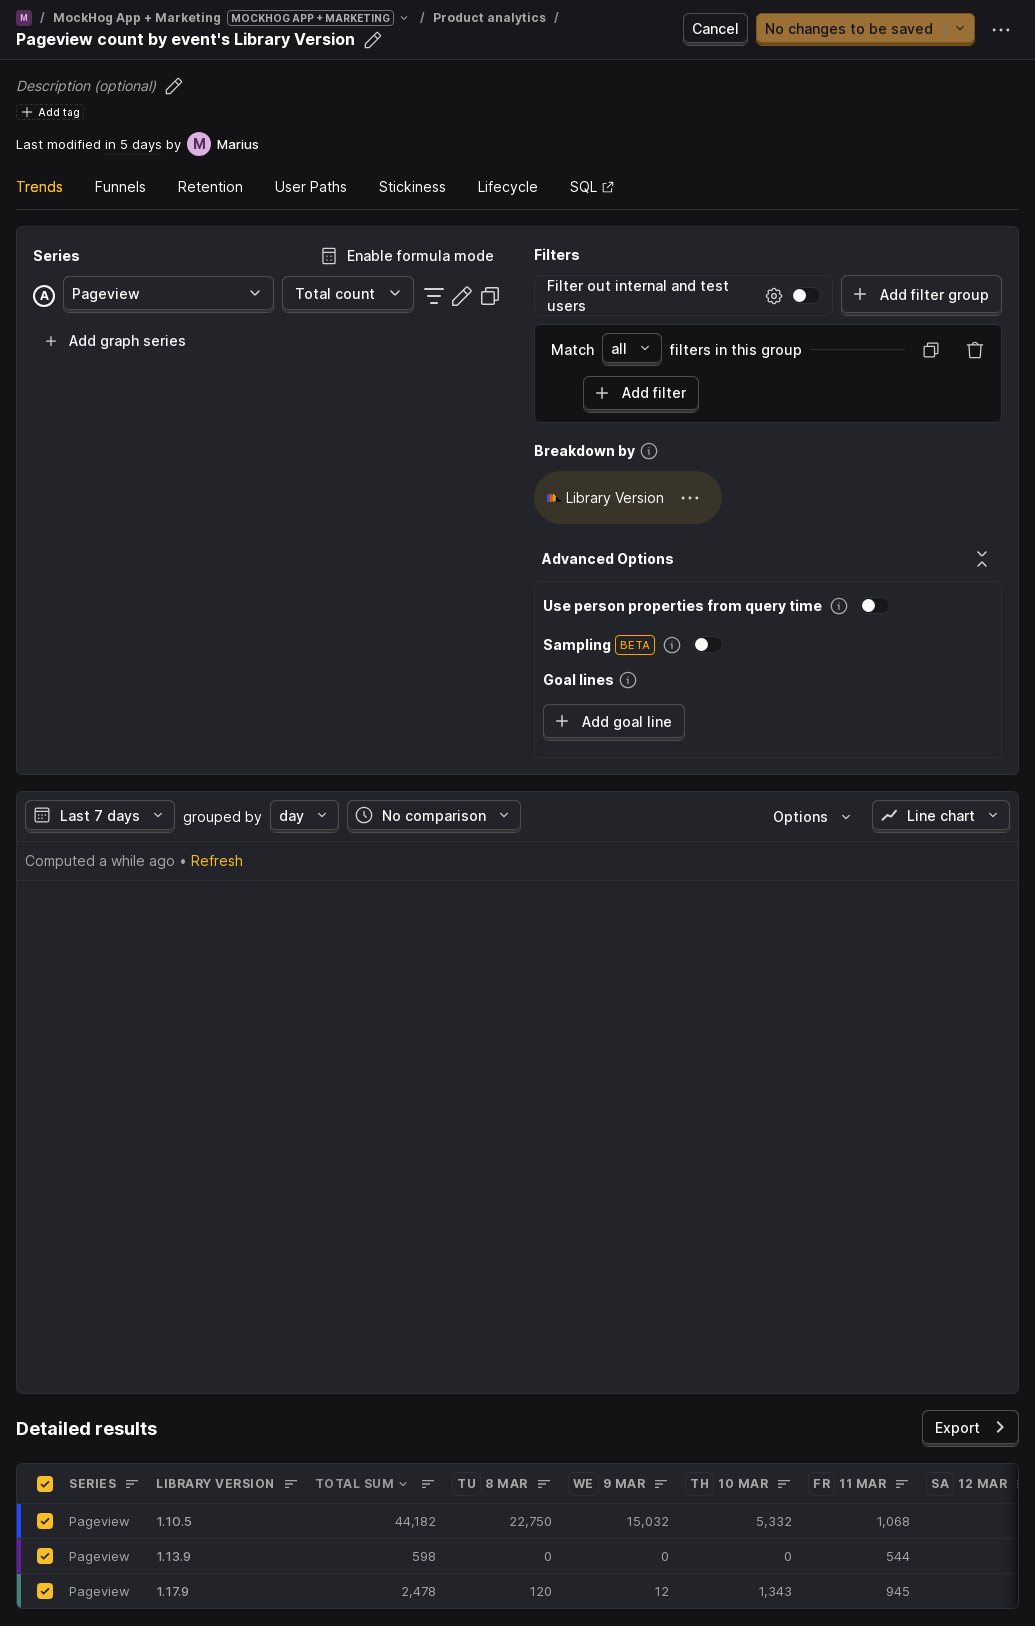 M / MockHog App + Marketing MOCKHOG APP + MARKETING / Product analytics /
Pageview count by event's Library Version
Cancel
No changes to be saved
Description (optional)
Add tag
Last modified in 5 days by M Marius
Trends Funnels Retention User Paths Stickiness Lifecycle SQL
Series
Enable formula mode
A Pageview Total count
Add graph series
Filters
Filter out internal and test
users
Add filter group
Match all filters in this group
Add filter
Breakdown by
Library Version
Advanced Options
Use person properties from query time
Sampling BETA
Goal lines
Add goal line
Last 7 days grouped by day No comparison Options Line chart
Computed a while ago • Refresh
Detailed results
Export
SERIES LIBRARY VERSION TOTAL SUM TU 8 MAR WE 9 MAR TH 10 MAR FR 11 MAR SA 12 MAR
Pageview 1.10.5 44,182 22,750 15,032 5,332 1,068
Pageview 1.13.9 598 0 0 0 544
Pageview 1.17.9 2,478 120 12 1,343 945